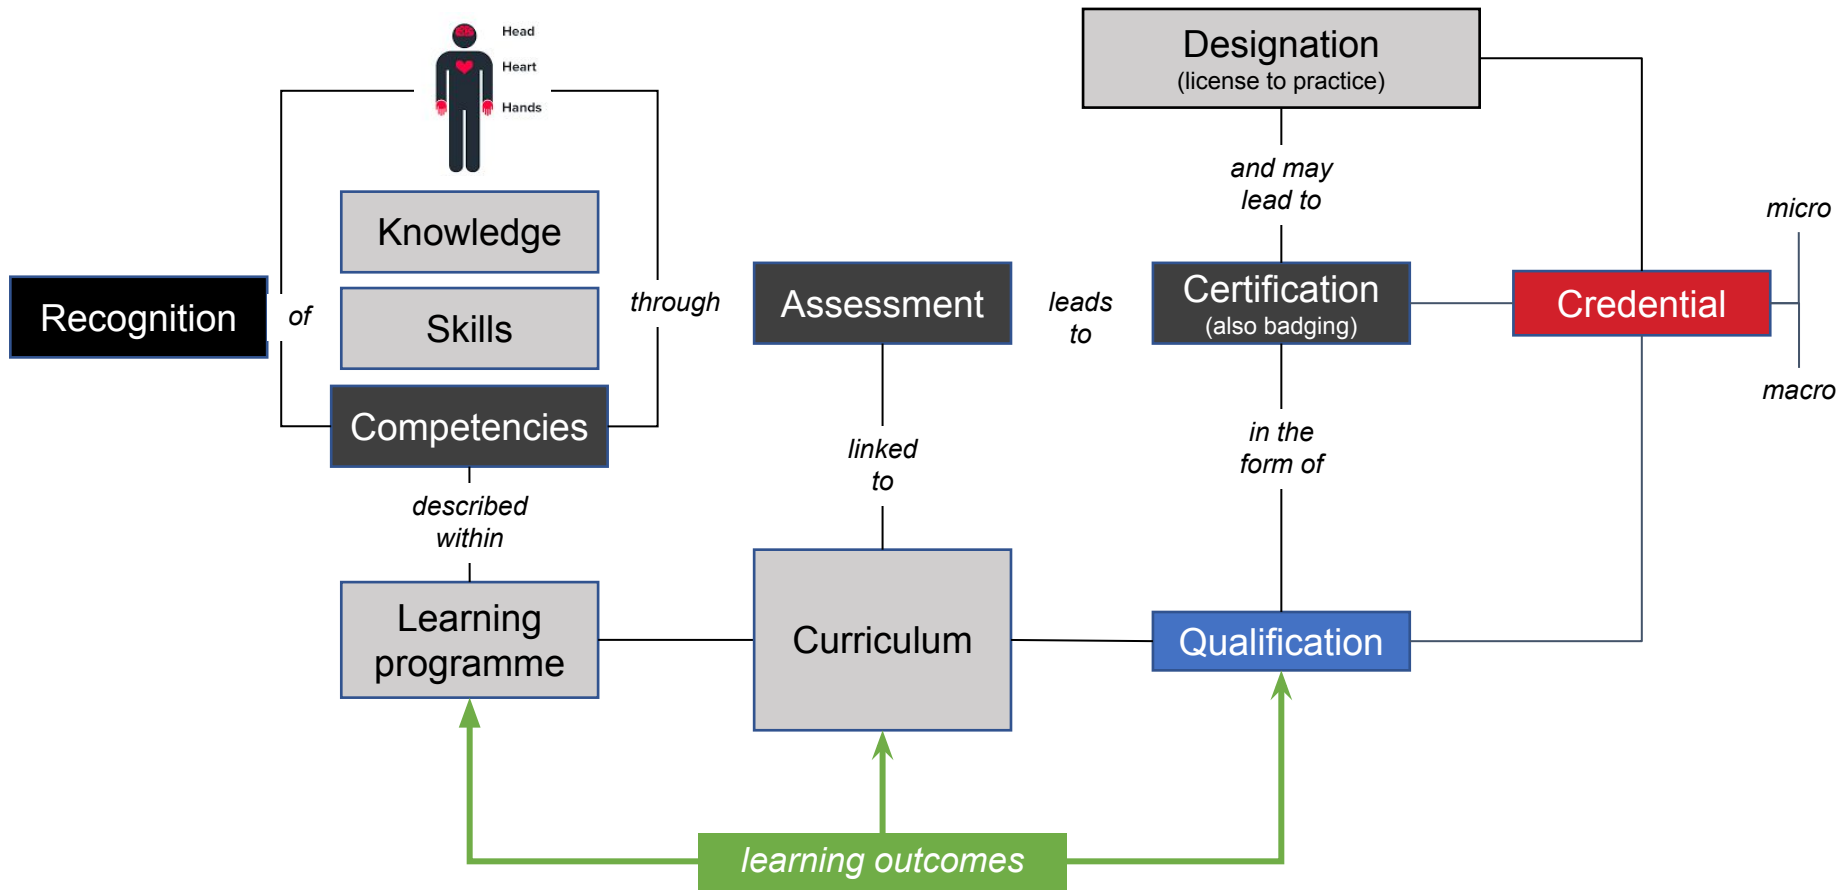 Head
Heart
Hands
Designation
(license to practice)
and may
lead to
micro
Knowledge
Recognition
of
Skills
through
Assessment
leads
to
Certification
(also badging)
Credential
macro
Competencies
linked
to
in the
form of
described
within
Learning
programme
Curriculum
Qualification
learning outcomes